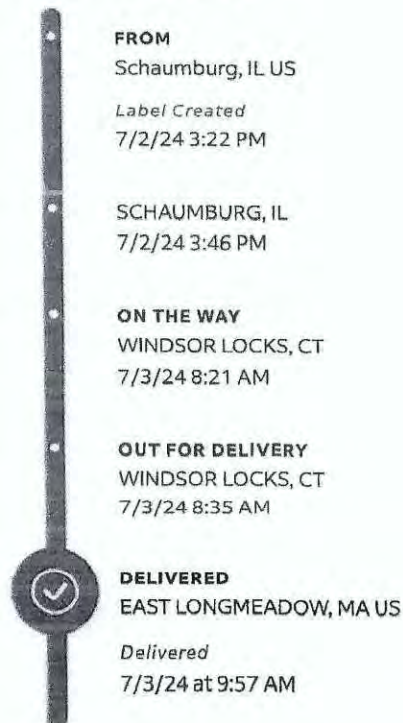 FROM
Schaumburg, IL US
Label Created
7/2/24 3:22 PM
SCHAUMBURG, IL
7/2/24 3:46 PM
ON THE WAY
WINDSOR LOCKS, CT
7/3/24 8:21 AM
OUT FOR DELIVERY
WINDSOR LOCKS, CT
7/3/24 8:35 AM
DELIVERED
EAST LONGMEADOW, MA US
Delivered
7/3/24 at 9:57 AM